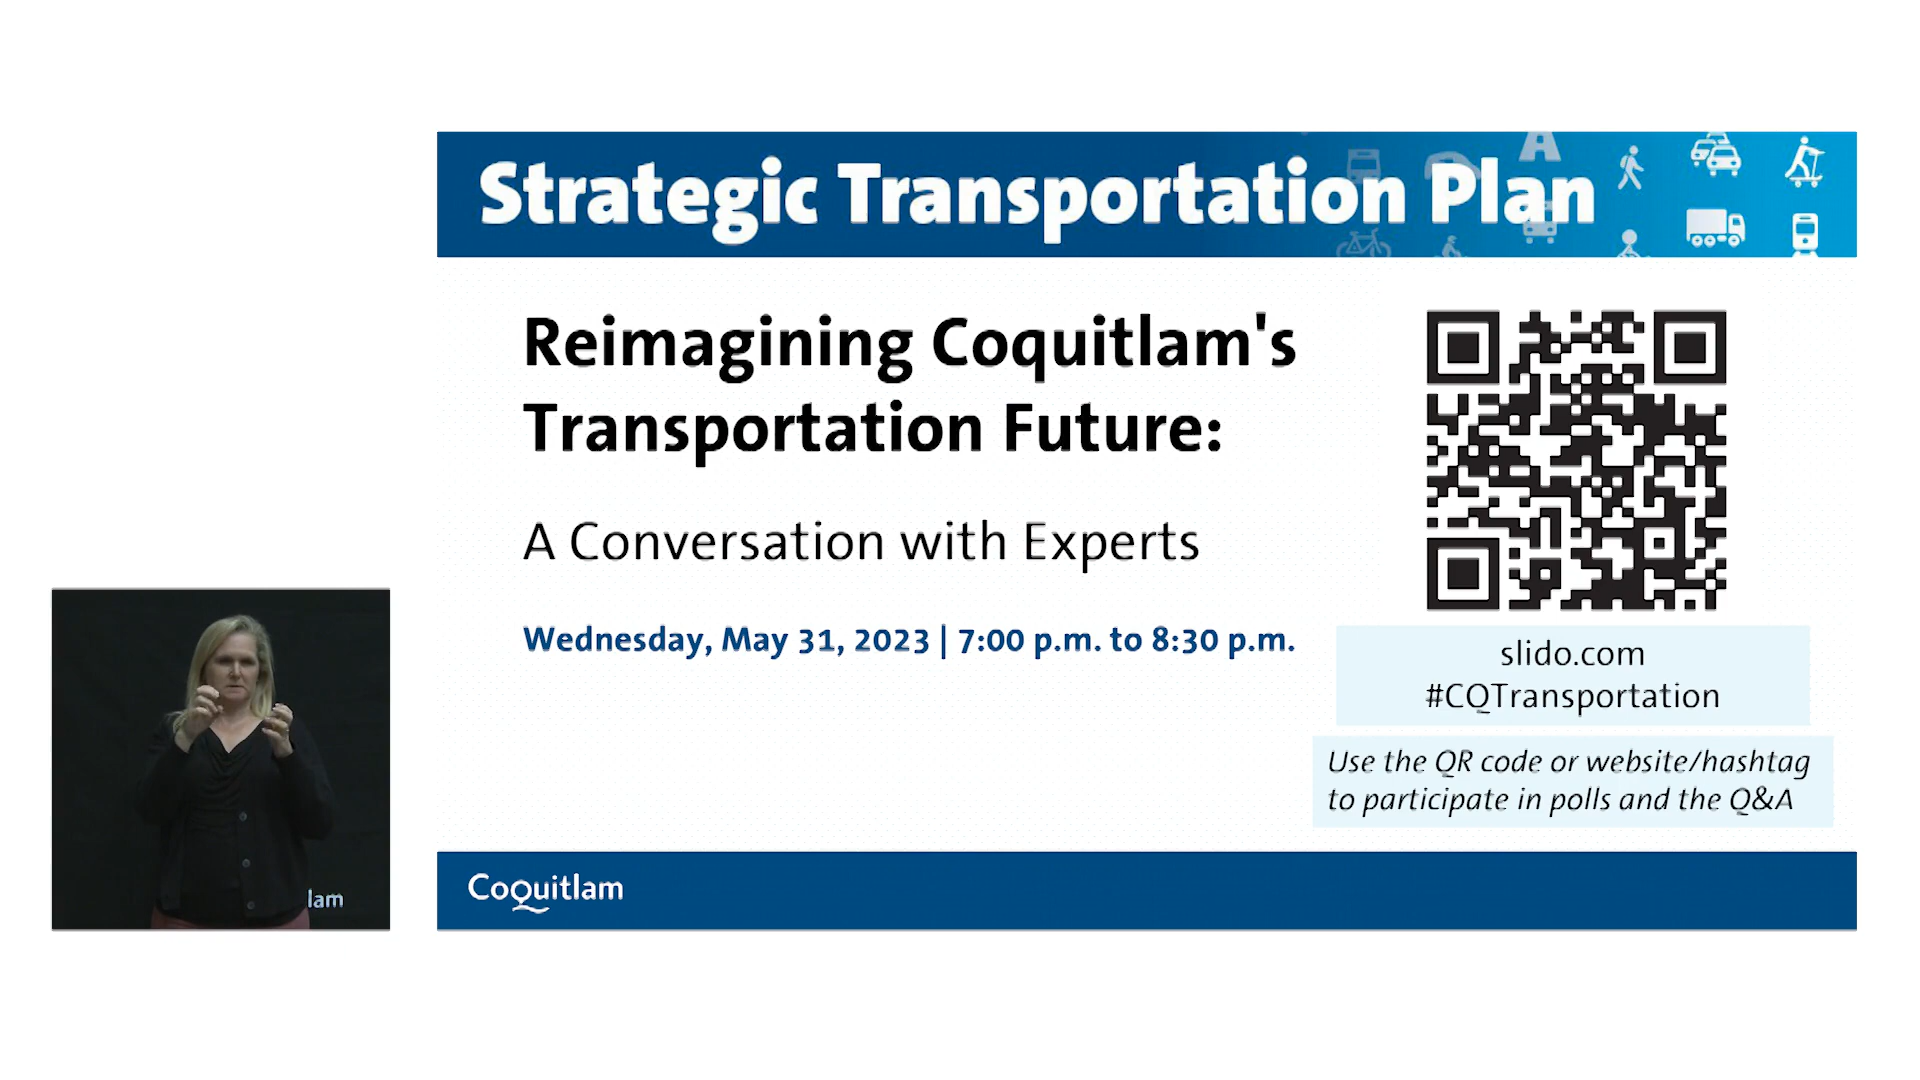 Strategic Transportation Plan
Reimagining Coquitlam's
Transportation Future:
A Conversation with Experts
Wednesday, May 31, 2023 | 7:00 p.m. to 8:30 p.m.
slido.com
#CQTransportation
Use the QR code or website/hashtag
to participate in polls and the Q&A
Coquitlam
lam